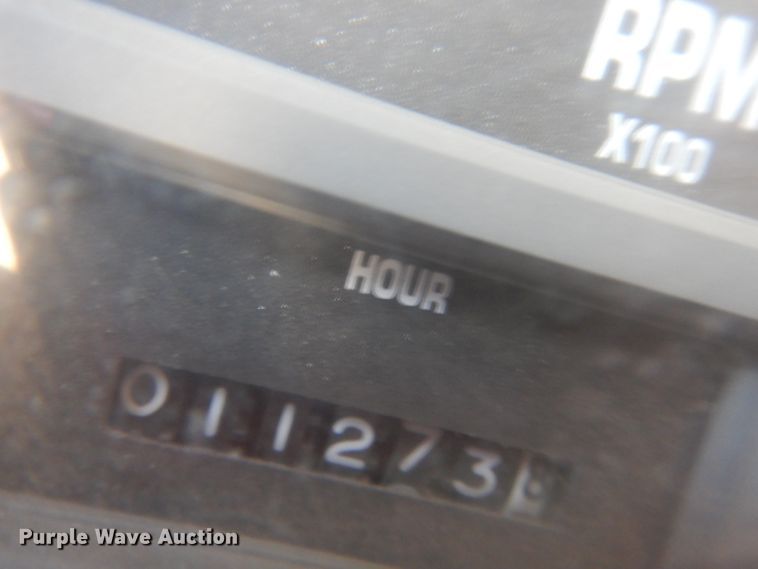 RPM
X100
HOUR
011273
Purple Wave Auction